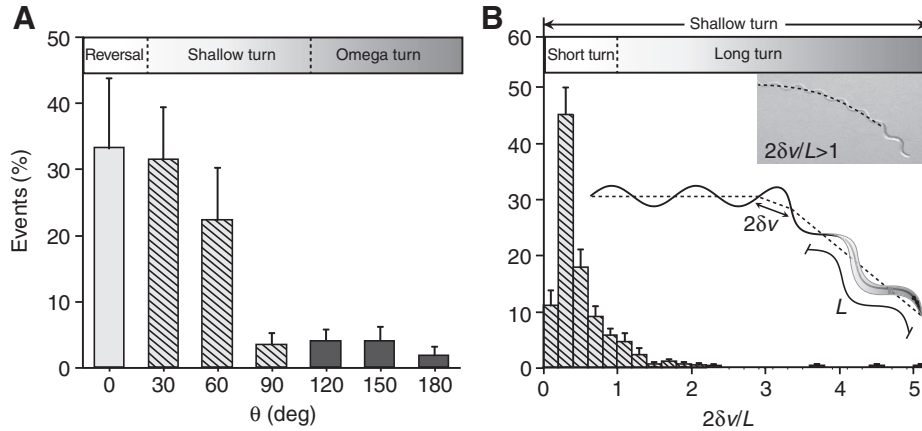 A
Reversal Shallow turn Omega turn
50
40
30
20
10
0
Events (%)
0 30 60 90 120 150 180
θ (deg)
B
Shallow turn
Short turn Long turn
60
50
40
30
20
10
0
2δv/L>1
2δv
L
0 1 2 3 4 5
2δv/L